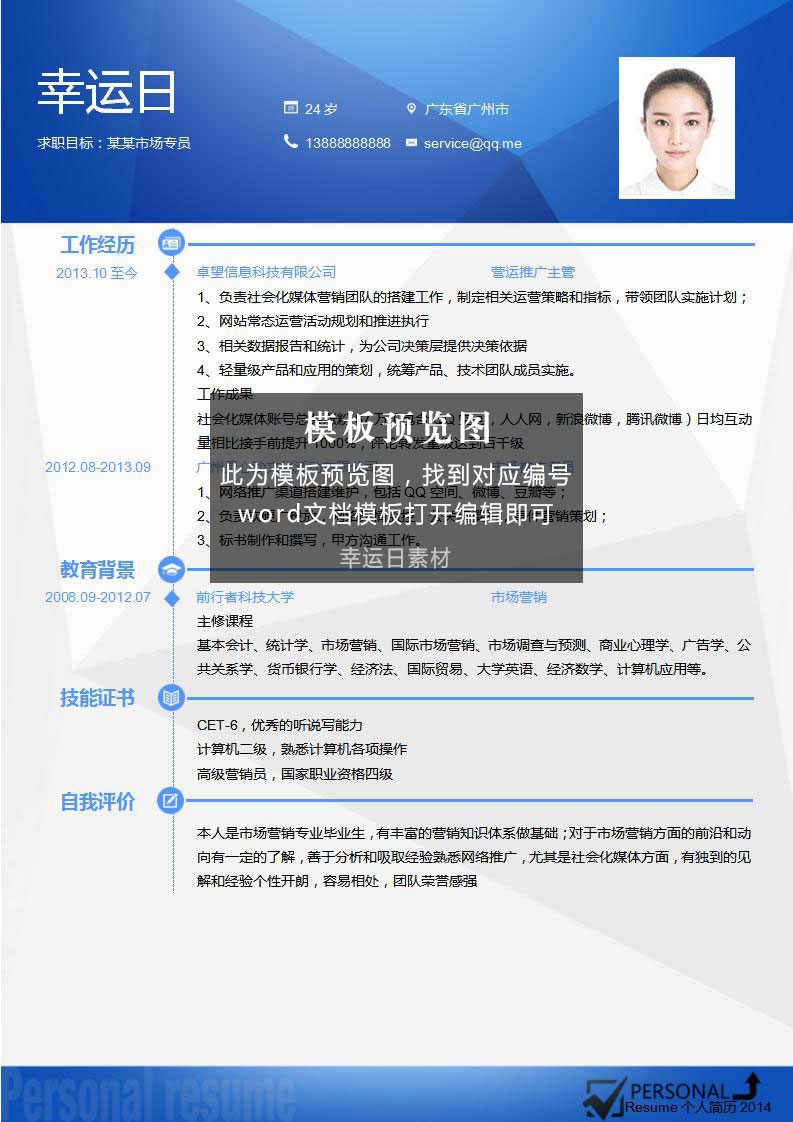 幸运日
求职目标：某某市场专员
24 岁
广东省广州市
13888888888
service@qq.me
工作经历
2013.10 至今
卓望信息科技有限公司
营运推广主管
1、负责社会化媒体营销团队的搭建工作，制定相关运营策略和指标，带领团队实施计划；
2、网站常态运营活动规划和推进执行
3、相关数据报告和统计，为公司决策层提供决策依据
4、轻量级产品和应用的策划，统筹产品、技术团队成员实施。
工作成果
社会化媒体账号总 人人网，新浪微博，腾讯微博）日均互动
量相比接手前提升 1000%，评论转发量级达到百千级
模板预览图
2012.08-2013.09
广州
此为模板预览图，找到对应编号
1、网络推广渠道搭建维护，包括 QQ 空间、微博、豆瓣等；
2、负责 营销策划；
word文档模板打开编辑即可
3、标书制作和撰写，甲方沟通工作。
幸运日素材
教育背景
2008.09-2012.07
前行者科技大学
市场营销
主修课程
基本会计、统计学、市场营销、国际市场营销、市场调查与预测、商业心理学、广告学、公
共关系学、货币银行学、经济法、国际贸易、大学英语、经济数学、计算机应用等。
技能证书
CET-6，优秀的听说写能力
计算机二级，熟悉计算机各项操作
高级营销员，国家职业资格四级
自我评价
本人是市场营销专业毕业生，有丰富的营销知识体系做基础；对于市场营销方面的前沿和动
向有一定的了解，善于分析和吸取经验熟悉网络推广，尤其是社会化媒体方面，有独到的见
解和经验个性开朗，容易相处，团队荣誉感强
Personal resume
PERSONAL
Resume 个人简历 2014